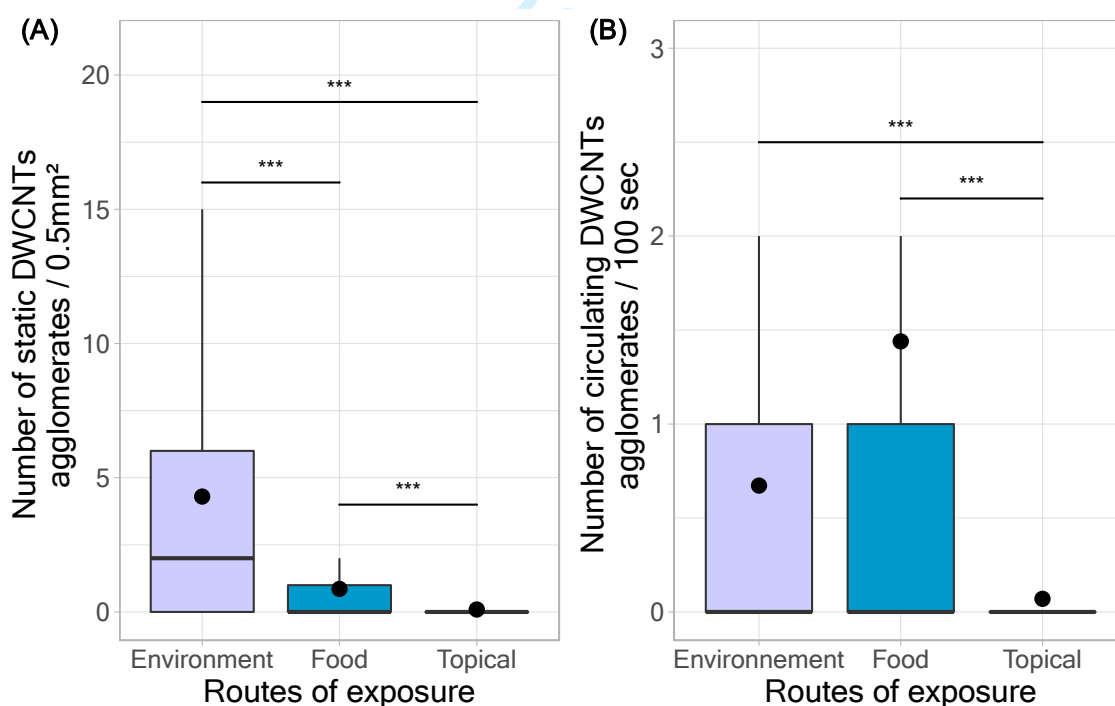 (A)
Number of static DWCNTs
agglomerates / 0.5mm²
20
15
10
5
0
***
***
***
Environment Food Topical
Routes of exposure
(B)
Number of circulating DWCNTs
agglomerates / 100 sec
3
2
1
0
***
***
Environnement Food Topical
Routes of exposure